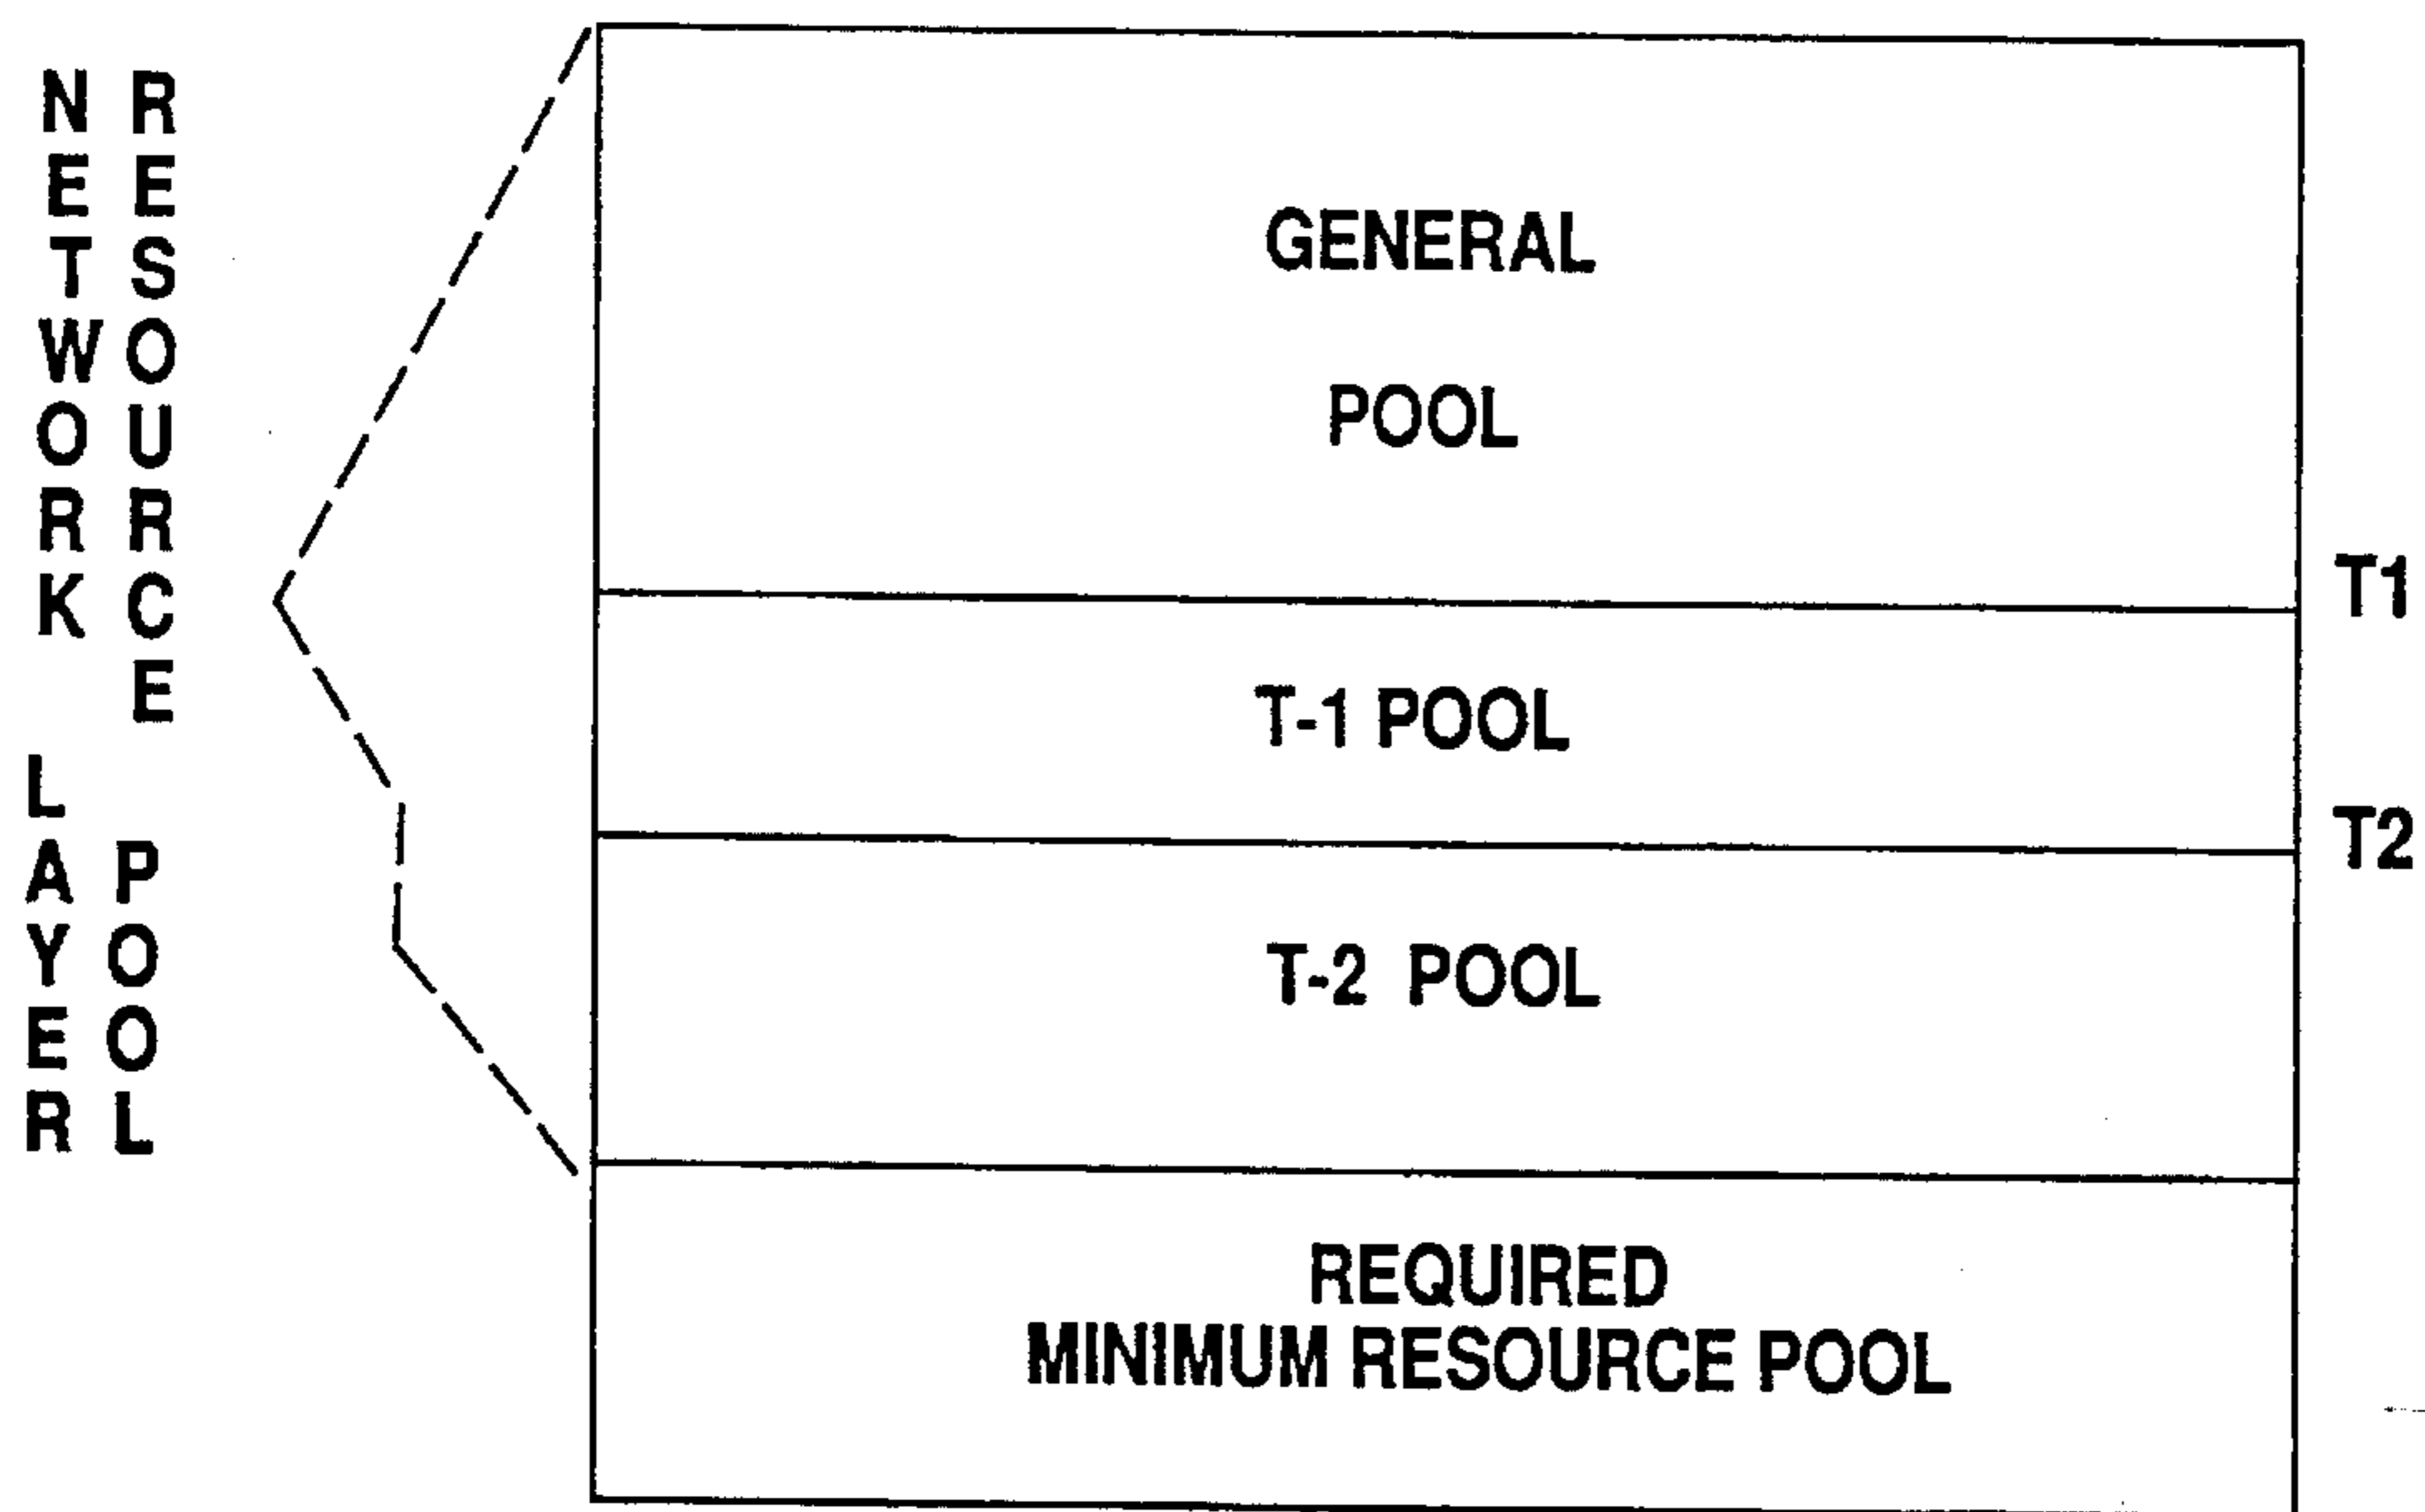 NETWORK LAYER
RESOURCE POOL
GENERAL
POOL
T1
T-1 POOL
T2
T-2 POOL
REQUIRED
MINIMUM RESOURCE POOL